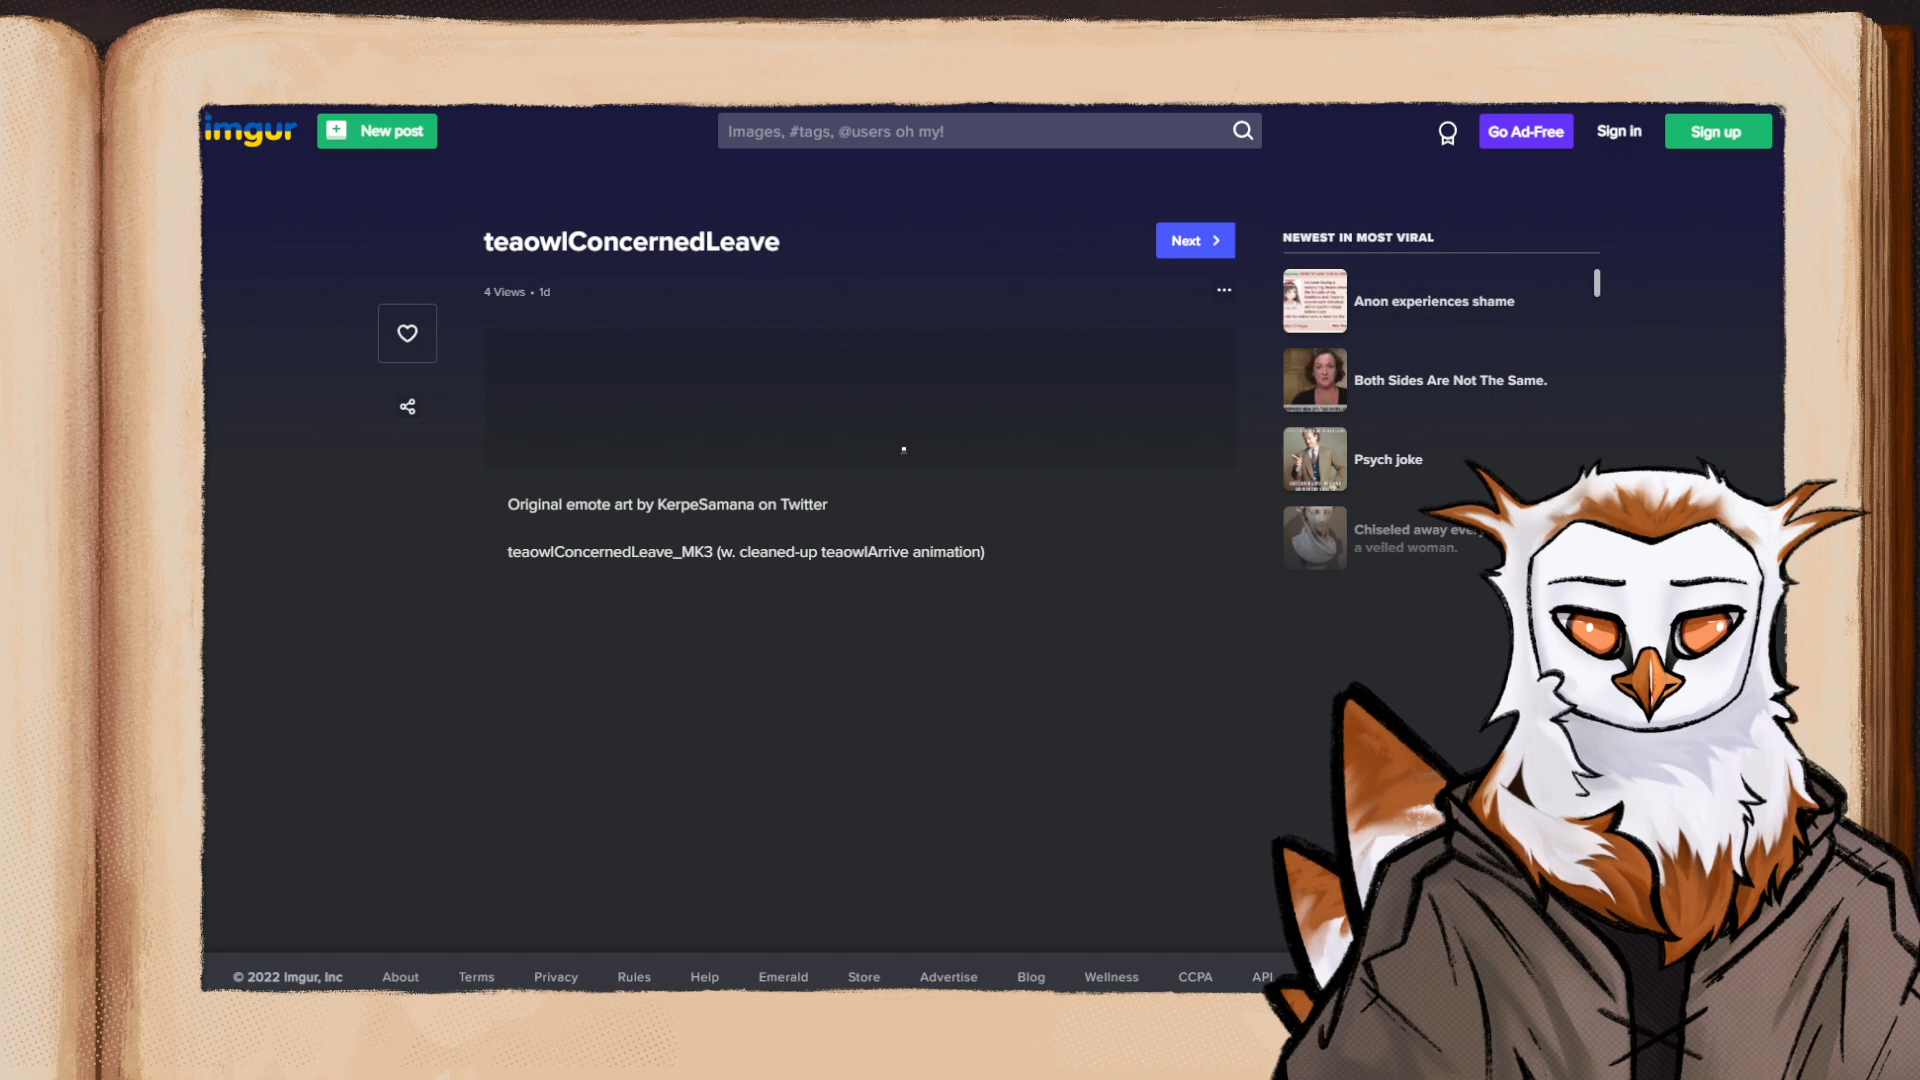 imgur
New post
Images, #tags, @users oh my!
Go Ad-Free
Sign in
Sign up
teaowlConcernedLeave
Next
4 Views • 1d
Original emote art by KerpeSamana on Twitter
teaowlConcernedLeave_MK3 (w. cleaned-up teaowlArrive animation)
NEWEST IN MOST VIRAL
Anon experiences shame
Both Sides Are Not The Same.
Psych joke
Chiseled away
a veiled woman.
© 2022 Imgur, Inc
About
Terms
Privacy
Rules
Help
Emerald
Store
Advertise
Blog
Wellness
CCPA
API